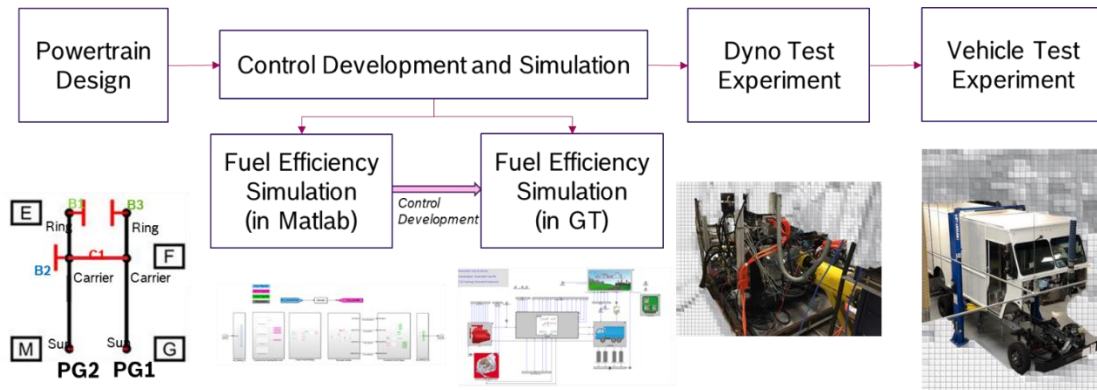 Powertrain
Design
Control Development and Simulation
Dyno Test
Experiment
Vehicle Test
Experiment
Fuel Efficiency
Simulation
(in Matlab)
Control
Development
Fuel Efficiency
Simulation
(in GT)
E
B1
B3
Ring
Ring
B2
C1
F
Carrier
Carrier
M
Sun
Sun
G
PG2
PG1